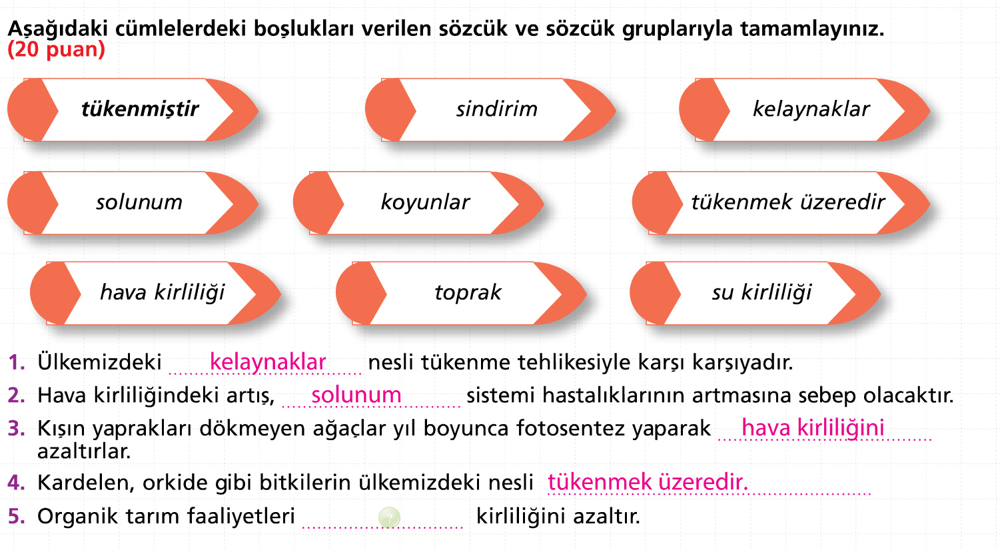 Aşağıdaki cümlelerdeki boşlukları verilen sözcük ve sözcük gruplarıyla tamamlayınız.
(20 puan)
tükenmiştir
sindirim
kelaynaklar
solunum
koyunlar
tükenmek üzeredir
hava kirliliği
toprak
su kirliliği
1. Ülkemizdeki kelaynaklar nesli tükenme tehlikesiyle karşı karşıyadır.
2. Hava kirliliğindeki artış, solunum sistemi hastalıklarının artmasına sebep olacaktır.
3. Kışın yaprakları dökmeyen ağaçlar yıl boyunca fotosentez yaparak hava kirliliğini
azaltırlar.
4. Kardelen, orkide gibi bitkilerin ülkemizdeki nesli tükenmek üzeredir.
5. Organik tarım faaliyetleri ? kirliliğini azaltır.